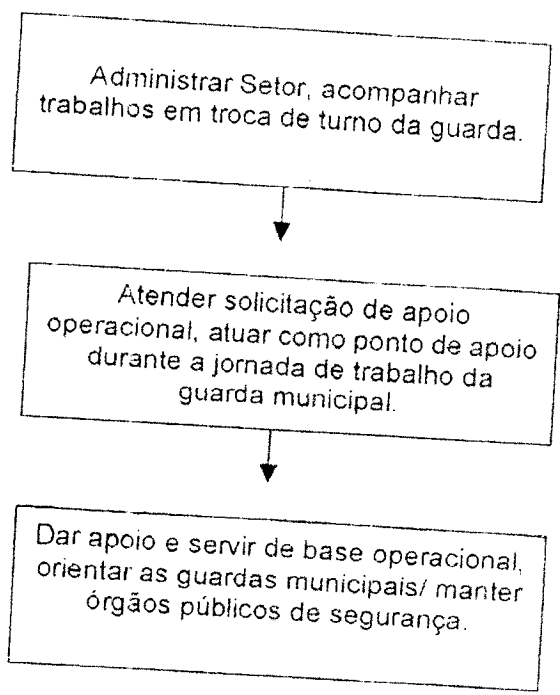 Administrar Setor, acompanhar
trabalhos em troca de turno da guarda.
Atender solicitação de apoio
operacional, atuar como ponto de apoio
durante a jornada de trabalho da
guarda municipal.
Dar apoio e servir de base operacional,
orientar as guardas municipais/ manter
órgãos públicos de segurança.